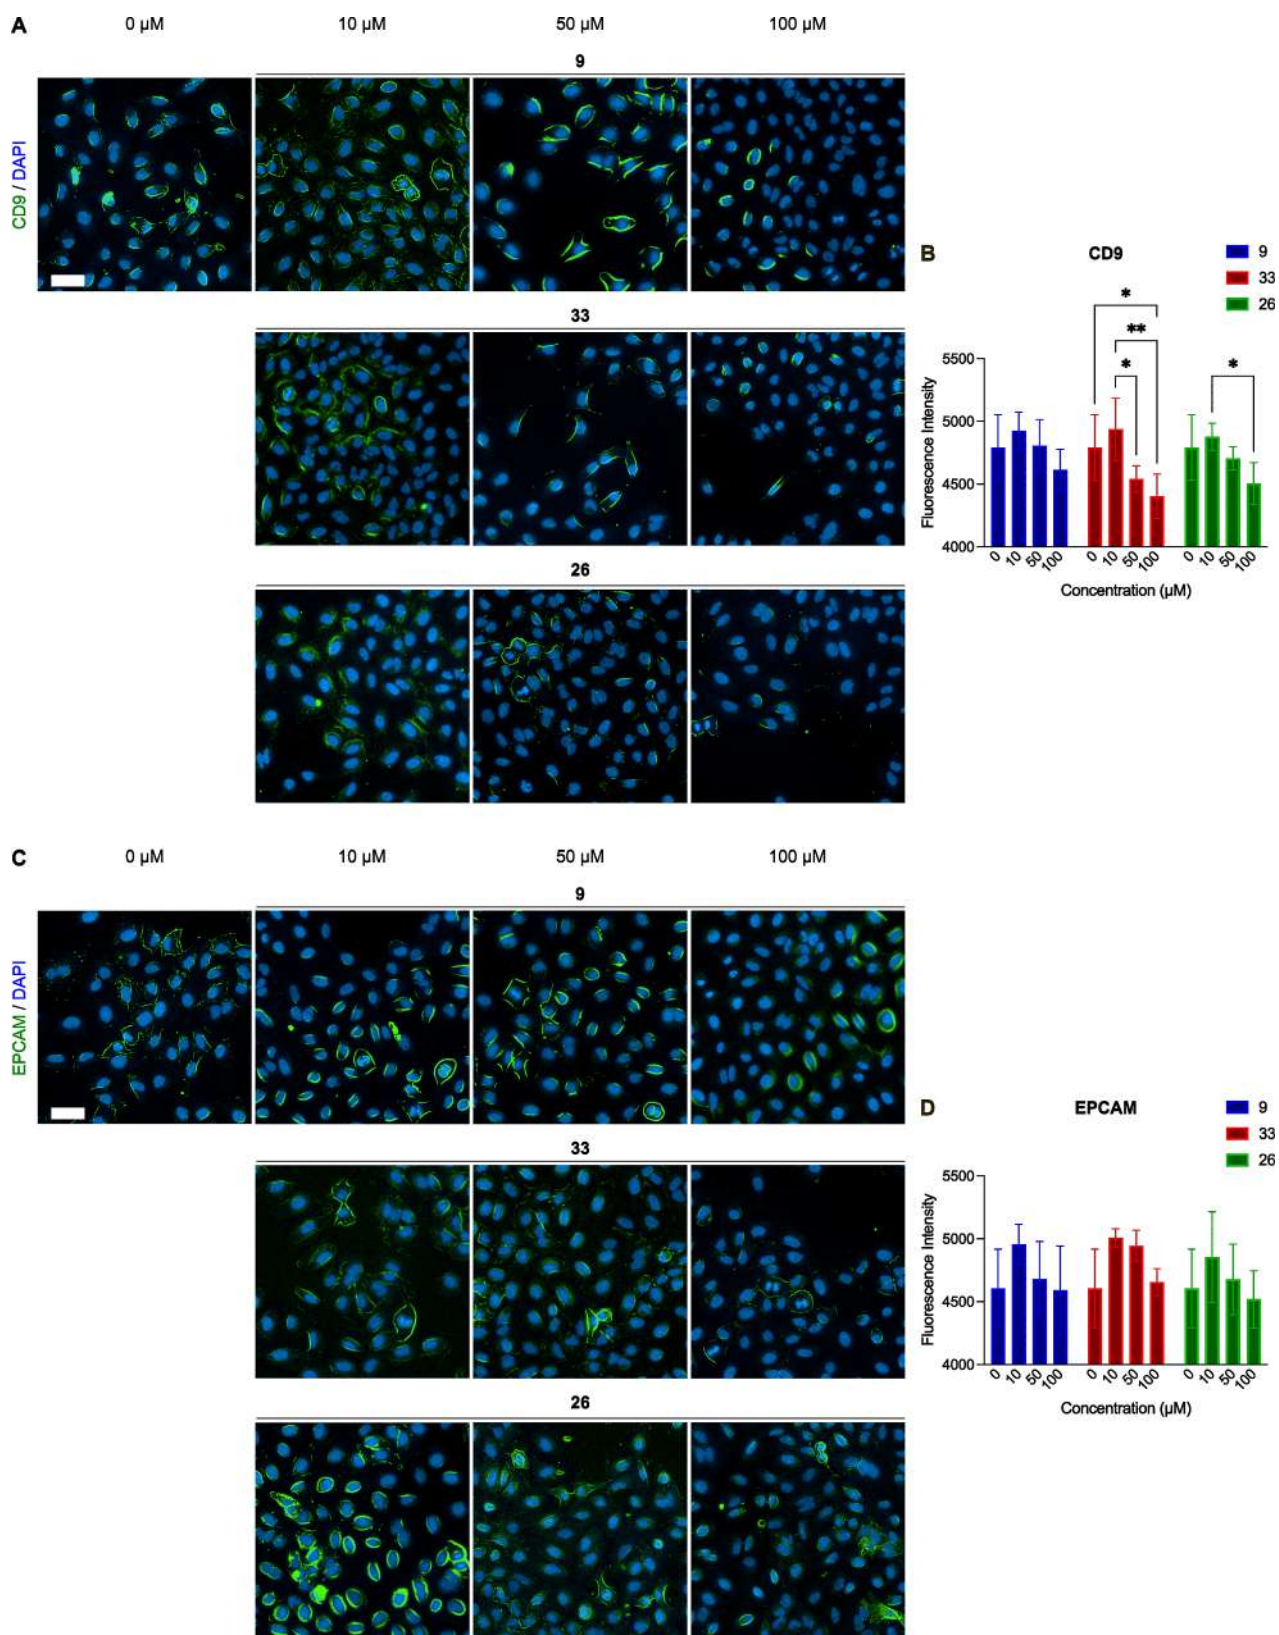 A
0 µM 10 µM 50 µM 100 µM
9
CD9 / DAPI
33
26
B
CD9
9
33
26
*
**
*
*
5500
5000
4500
4000
Fluorescence Intensity
0 10 50 100 0 10 50 100 0 10 50 100
Concentration (µM)
C
0 µM 10 µM 50 µM 100 µM
9
EPCAM / DAPI
33
26
D
EPCAM
9
33
26
5500
5000
4500
4000
Fluorescence Intensity
0 10 50 100 0 10 50 100 0 10 50 100
Concentration (µM)